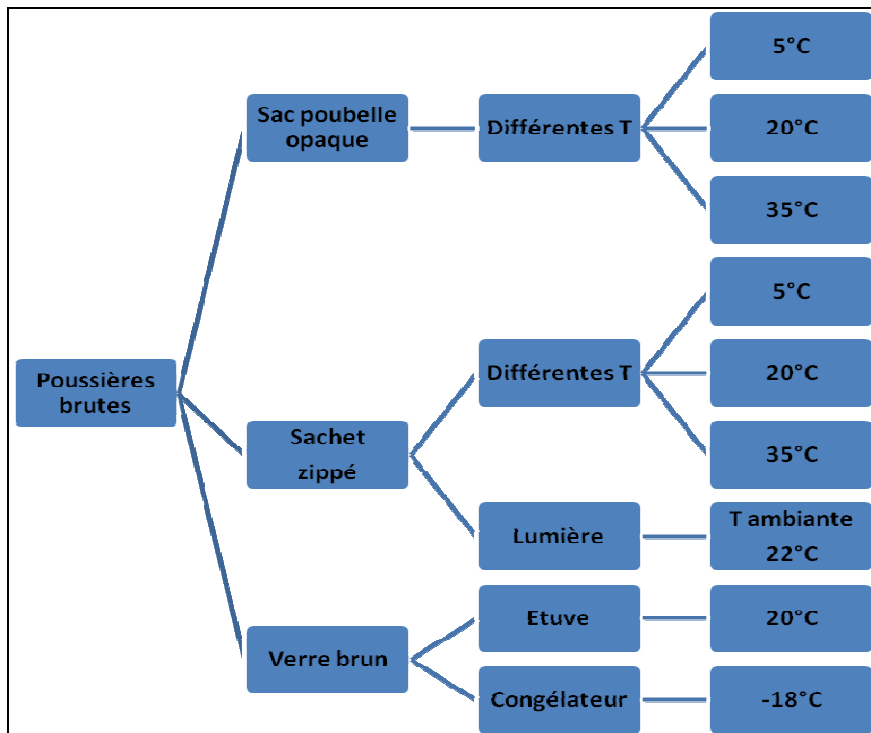 Poussières
brutes
Sac poubelle
opaque
Différentes T
5°C
20°C
35°C
Sachet
zippé
Différentes T
5°C
20°C
35°C
Lumière
T ambiante
22°C
Verre brun
Etuve
20°C
Congélateur
-18°C